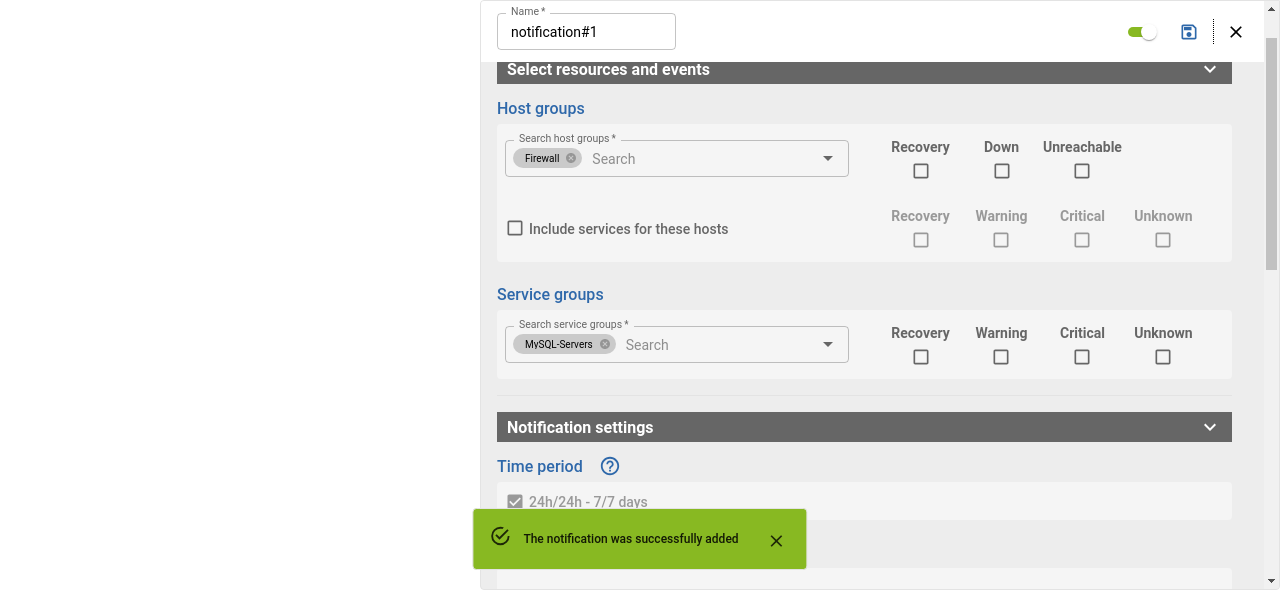 Name *
notification#1
Select resources and events
Host groups
Search host groups *
Firewall Search
Recovery Down Unreachable
Include services for these hosts
Recovery Warning Critical Unknown
Service groups
Search service groups *
MySQL-Servers Search
Recovery Warning Critical Unknown
Notification settings
Time period
24h/24h - 7/7 days
The notification was successfully added